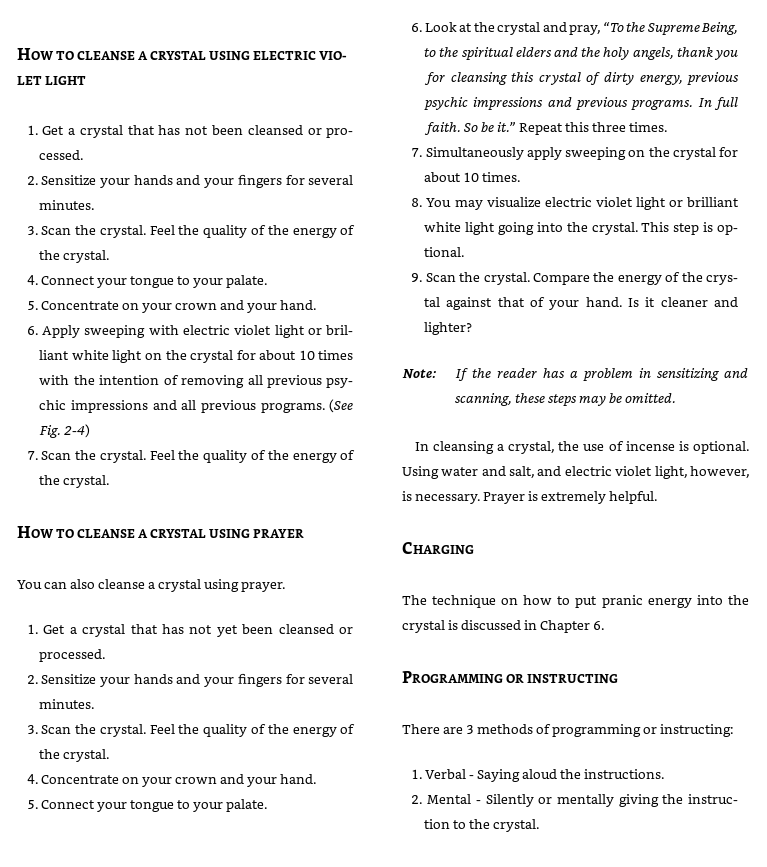 HOW TO CLEANSE A CRYSTAL USING ELECTRIC VIO-
LET LIGHT
1. Get a crystal that has not been cleansed or pro-
cessed.
2. Sensitize your hands and your fingers for several
minutes.
3. Scan the crystal. Feel the quality of the energy of
the crystal.
4. Connect your tongue to your palate.
5. Concentrate on your crown and your hand.
6. Apply sweeping with electric violet light or bril-
liant white light on the crystal for about 10 times
with the intention of removing all previous psy-
chic impressions and all previous programs. (See
Fig. 2-4)
7. Scan the crystal. Feel the quality of the energy of
the crystal.
HOW TO CLEANSE A CRYSTAL USING PRAYER
You can also cleanse a crystal using prayer.
1. Get a crystal that has not yet been cleansed or
processed.
2. Sensitize your hands and your fingers for several
minutes.
3. Scan the crystal. Feel the quality of the energy of
the crystal.
4. Concentrate on your crown and your hand.
5. Connect your tongue to your palate.
6. Look at the crystal and pray, “To the Supreme Being,
to the spiritual elders and the holy angels, thank you
for cleansing this crystal of dirty energy, previous
psychic impressions and previous programs. In full
faith. So be it.” Repeat this three times.
7. Simultaneously apply sweeping on the crystal for
about 10 times.
8. You may visualize electric violet light or brilliant
white light going into the crystal. This step is op-
tional.
9. Scan the crystal. Compare the energy of the crys-
tal against that of your hand. Is it cleaner and
lighter?
Note: If the reader has a problem in sensitizing and
scanning, these steps may be omitted.
In cleansing a crystal, the use of incense is optional.
Using water and salt, and electric violet light, however,
is necessary. Prayer is extremely helpful.
CHARGING
The technique on how to put pranic energy into the
crystal is discussed in Chapter 6.
PROGRAMMING OR INSTRUCTING
There are 3 methods of programming or instructing:
1. Verbal - Saying aloud the instructions.
2. Mental - Silently or mentally giving the instruc-
tion to the crystal.